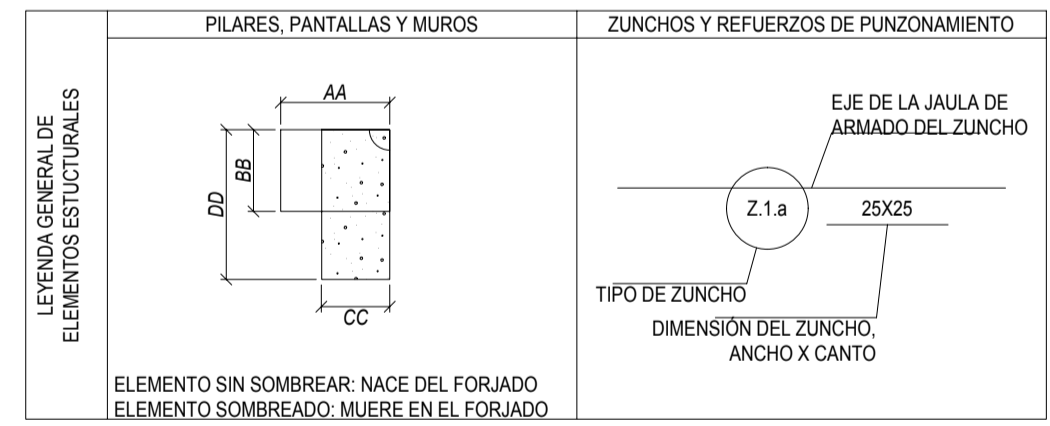 PILARES, PANTALLAS Y MUROS
ZUNCHOS Y REFUERZOS DE PUNZONAMIENTO
LEYENDA GENERAL DE
ELEMENTOS ESTUCTURALES
AA
BB
DD
CC
ELEMENTO SIN SOMBREAR: NACE DEL FORJADO
ELEMENTO SOMBREADO: MUERE EN EL FORJADO
EJE DE LA JAULA DE
ARMADO DEL ZUNCHO
Z.1.a
25X25
TIPO DE ZUNCHO
DIMENSIÓN DEL ZUNCHO,
ANCHO X CANTO